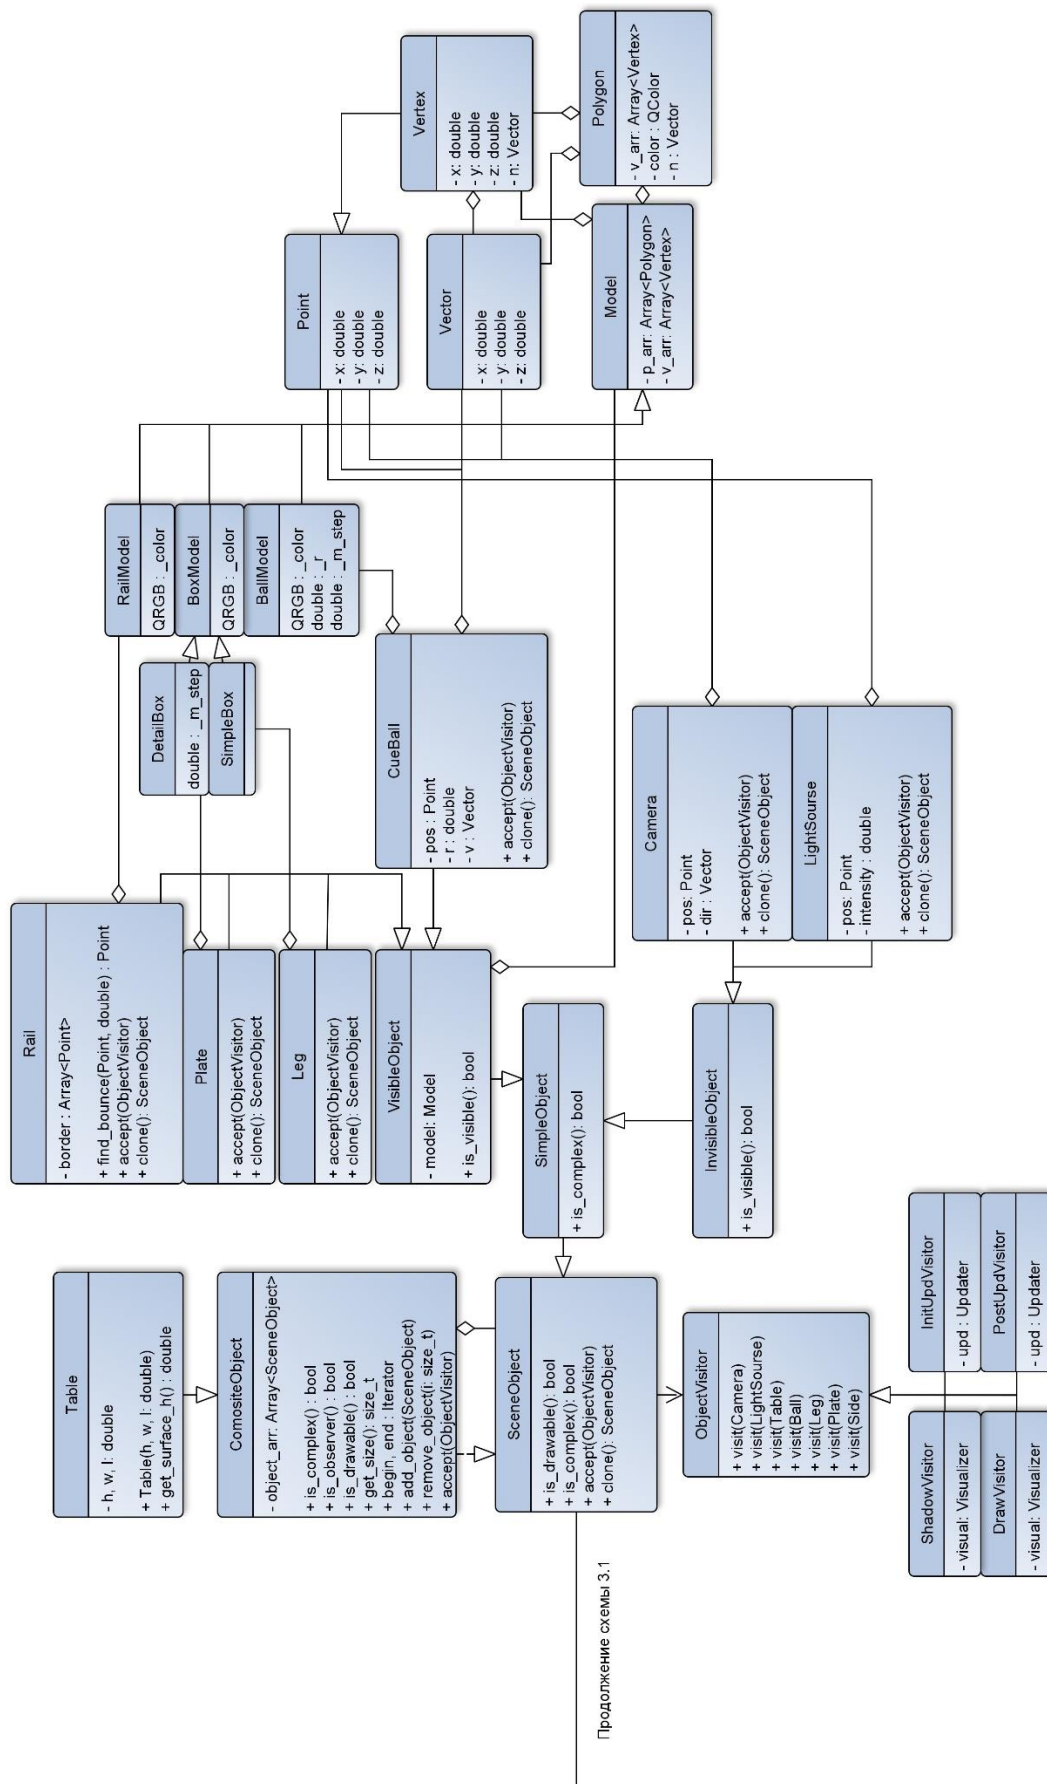 Table
- h, w, l: double
+ Table(h, w, l: double)
+ get_surface_h() : double
ComositeObject
- object_arr: Array<SceneObject>
+ is_complex() : bool
+ is_observer() : bool
+ is_drawable() : bool
+ get_size(): size_t
+ begin, end : Iterator
+ add_object(SceneObject)
+ remove_object(i: size_t)
+ accept(ObjectVisitor)
SceneObject
+ is_drawable(): bool
+ is_complex(): bool
+ accept(ObjectVisitor)
+ clone(): SceneObject
Продолжение схемы 3.1
ObjectVisitor
+ visit(Camera)
+ visit(LightSourse)
+ visit(Table)
+ visit(Ball)
+ visit(Leg)
+ visit(Plate)
+ visit(Side)
ShadowVisitor
- visual: Visualizer
DrawVisitor
- visual: Visualizer
InitUpdVisitor
- upd : Updater
PostUpdVisitor
- upd : Updater
Rail
- border : Array<Point>
+ find_bounce(Point, double) : Point
+ accept(ObjectVisitor)
+ clone(): SceneObject
Plate
+ accept(ObjectVisitor)
+ clone(): SceneObject
Leg
+ accept(ObjectVisitor)
+ clone(): SceneObject
VisibleObject
- model: Model
+ is_visible(): bool
SimpleObject
+ is_complex(): bool
InvisibleObject
+ is_visible(): bool
DetailBox
double : _m_step
SimpleBox
CueBall
- pos : Point
- r : double
- v : Vector
+ accept(ObjectVisitor)
+ clone(): SceneObject
Camera
- pos: Point
- dir : Vector
+ accept(ObjectVisitor)
+ clone(): SceneObject
LightSourse
- pos: Point
- intensity : double
+ accept(ObjectVisitor)
+ clone(): SceneObject
RailModel
QRGB : _color
BoxModel
QRGB : _color
BallModel
QRGB : _color
double : _r
double : _m_step
Point
- x: double
- y: double
- z: double
Vector
- x: double
- y: double
- z: double
Model
- p_arr: Array<Polygon>
- v_arr: Array<Vertex>
Vertex
- x: double
- y: double
- z: double
- n: Vector
Polygon
- v_arr: Array<Vertex>
- color : QColor
- n : Vector